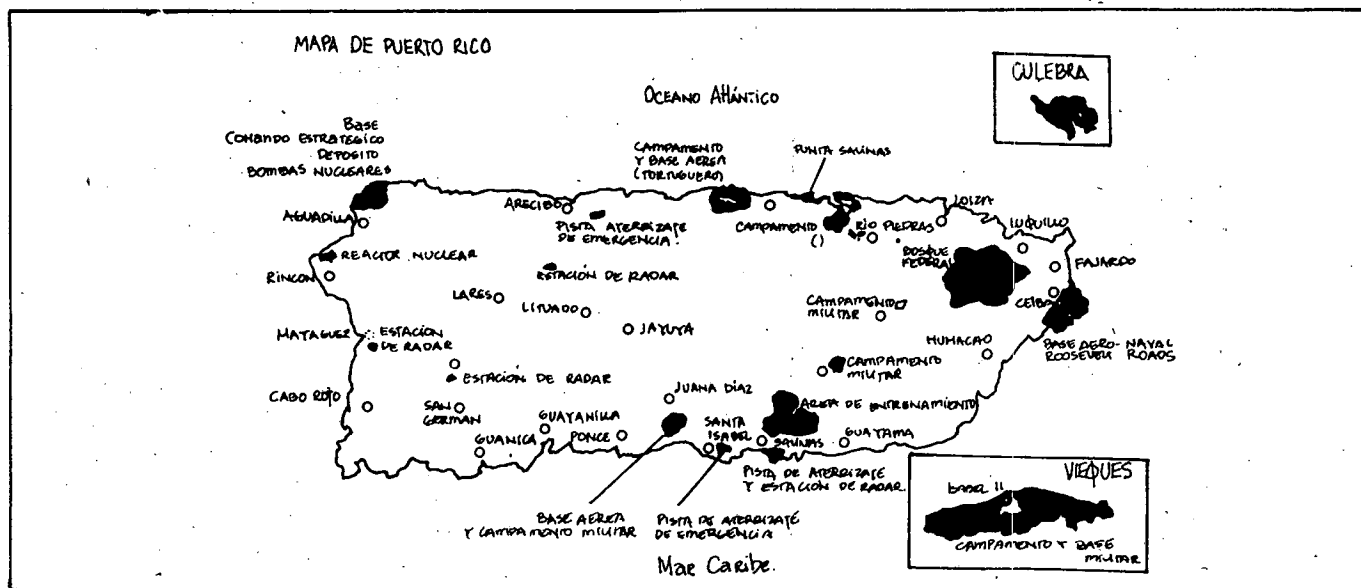 MAPA DE PUERTO RICO
CULEBRA
OCEANO Atlántico
BASE
COMANDO ESTRATEGICO
DEPOSITO
BOMBAS NUCLEARES
CAMPAMENTO
Y BASE AEREA
(TORTUGUERO)
PUNTA SALINAS
LOIZA
AGUADILLA
ARECIBO
PISTA ATERRIZAJE
DE EMERGENCIA
CAMPAMENTO
()
RÍO PIEDRAS
LUQUILLO
BOSQUE
FEDERAL
FAJARDO
REACTOR NUCLEAR
RINCON
ESTACIÓN DE RADAR
LARES
LITUADO
JAYUYA
CAMPAMENTO
MILITAR
CEIBA
MAYAGUEZ
ESTACIÓN
DE RADAR
HUMACAO
BASE AERO-NAVAL
ROOSEVELT ROADS
ESTACIÓN DE RADAR
CAMPAMENTO
MILITAR
CABO ROJO
SAN
GERMAN
JUANA DÍAZ
AREA DE ENTRENAMIENTO
GUANICA
GUAYANILLA
PONCE
SANTA
ISABEL
SALINAS
GUAYAMA
PISTA DE ATERRIZAJE
Y ESTACIÓN DE RADAR
BASE AEREA
Y CAMPAMENTO MILITAR
PISTA DE ATERRIZAJE
DE EMERGENCIA
VIEQUES
CAMPAMENTO Y BASE
MILITAR
Mar Caribe.